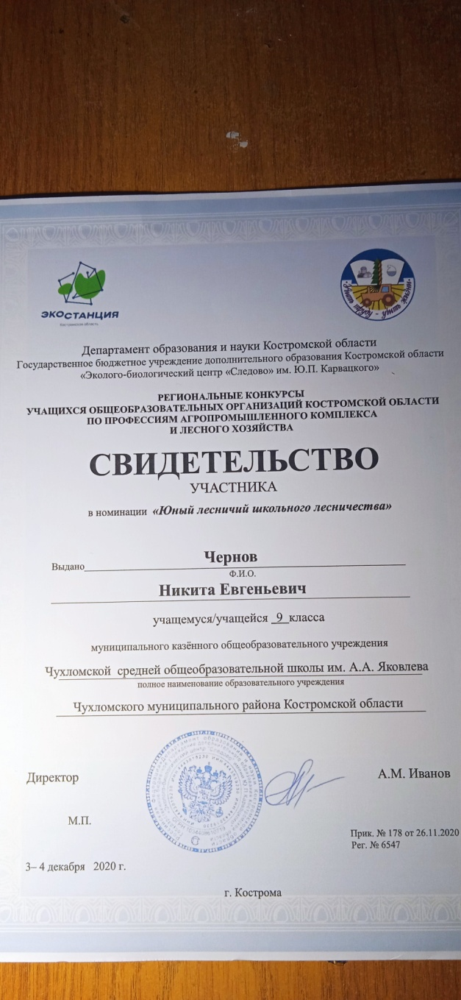 ЭКОСТАНЦИЯ
Костромская область
Учить труду - учить жизни
Департамент образования и науки Костромской области
Государственное бюджетное учреждение дополнительного образования Костромской области
«Эколого-биологический центр «Следово» им. Ю.П. Карвацкого»
РЕГИОНАЛЬНЫЕ КОНКУРСЫ
УЧАЩИХСЯ ОБЩЕОБРАЗОВАТЕЛЬНЫХ ОРГАНИЗАЦИЙ КОСТРОМСКОЙ ОБЛАСТИ
ПО ПРОФЕССИЯМ АГРОПРОМЫШЛЕННОГО КОМПЛЕКСА
И ЛЕСНОГО ХОЗЯЙСТВА
СВИДЕТЕЛЬСТВО
УЧАСТНИКА
в номинации «Юный лесничий школьного лесничества»
Чернов
Выдано
Ф.И.О.
Никита Евгеньевич
учащемуся/учащейся 9 класса
муниципального казённого общеобразовательного учреждения
Чухломской средней общеобразовательной школы им. А.А. Яковлева
полное наименование образовательного учреждения
Чухломского муниципального района Костромской области
Директор
А.М. Иванов
М.П.
Прик. № 178 от 26.11.2020
Рег. № 6547
3– 4 декабря 2020 г.
г. Кострома